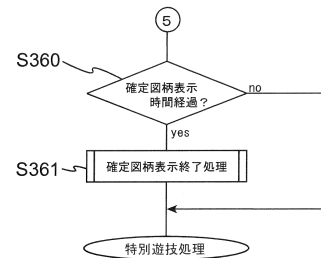 5
S360
確定図柄表示
時間経過?
no
yes
S361
確定図柄表示終了処理
特別遊技処理